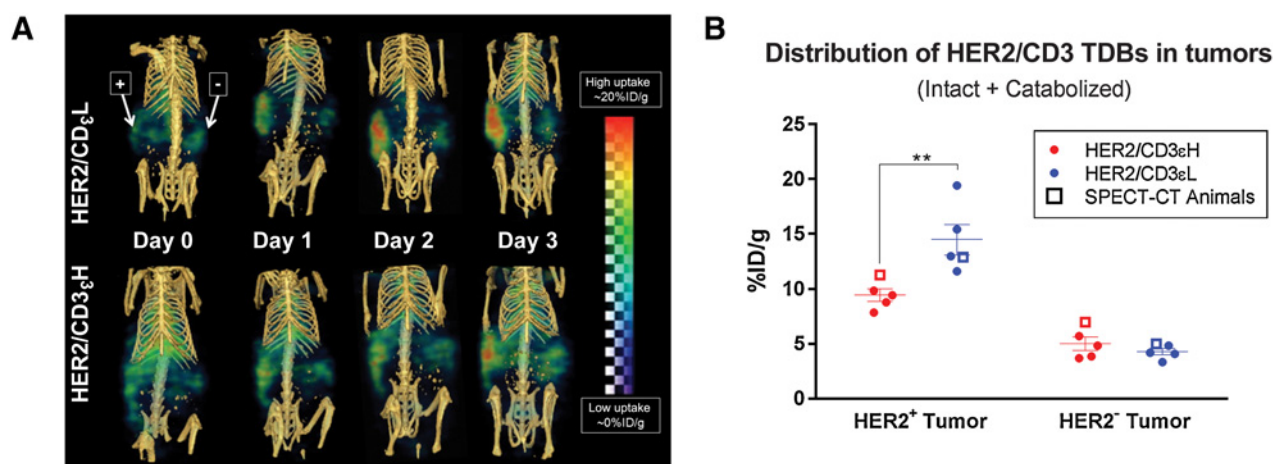 A
HER2/CDεL
+
-
High uptake
~20%ID/g
Day 0
Day 1
Day 2
Day 3
HER2/CD3εH
Low uptake
~0%ID/g
B
Distribution of HER2/CD3 TDBs in tumors
(Intact + Catabolized)
%ID/g
25
20
15
10
5
0
**
HER2/CD3εH
HER2/CD3εL
SPECT-CT Animals
HER2⁺ Tumor
HER2⁻ Tumor